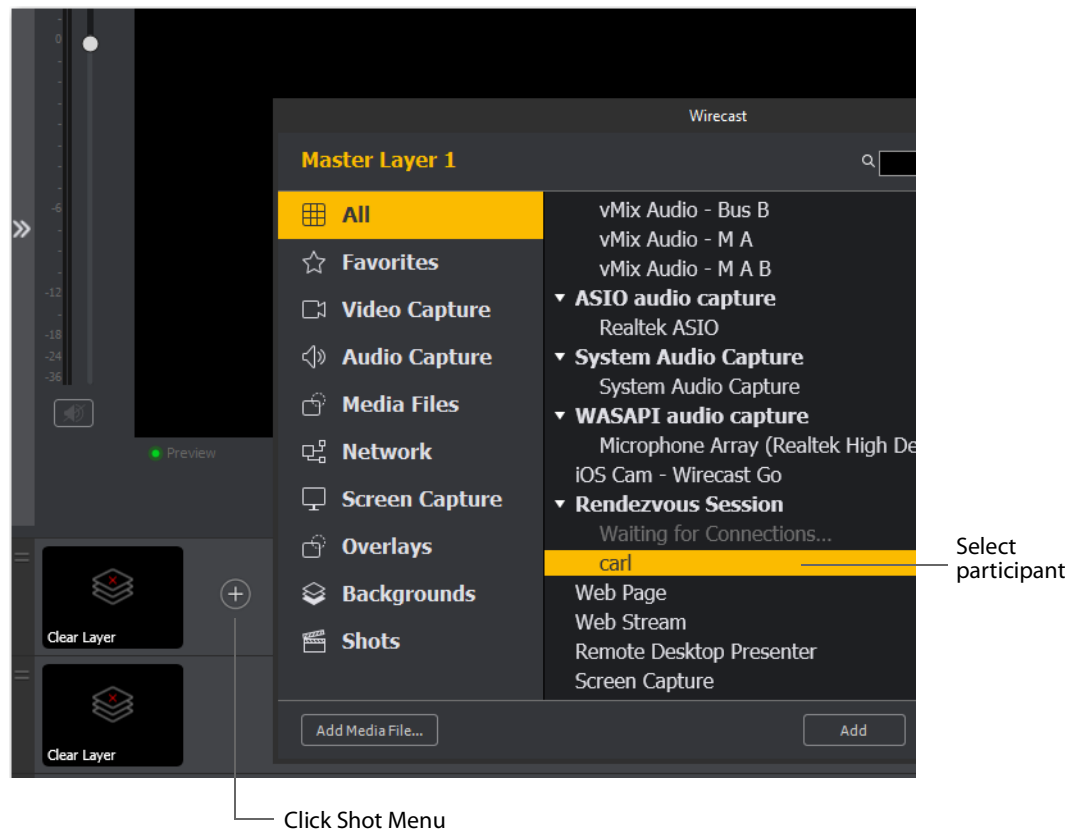 0
-6
-12
-18
-24
-36
Preview
Clear Layer
Clear Layer
Wirecast
Master Layer 1
All
Favorites
Video Capture
Audio Capture
Media Files
Network
Screen Capture
Overlays
Backgrounds
Shots
vMix Audio - Bus B
vMix Audio - M A
vMix Audio - M A B
ASIO audio capture
Realtek ASIO
System Audio Capture
System Audio Capture
WASAPI audio capture
Microphone Array (Realtek High De
iOS Cam - Wirecast Go
Rendezvous Session
Waiting for Connections...
carl
Web Page
Web Stream
Remote Desktop Presenter
Screen Capture
Add Media File...
Add
Select
participant
Click Shot Menu